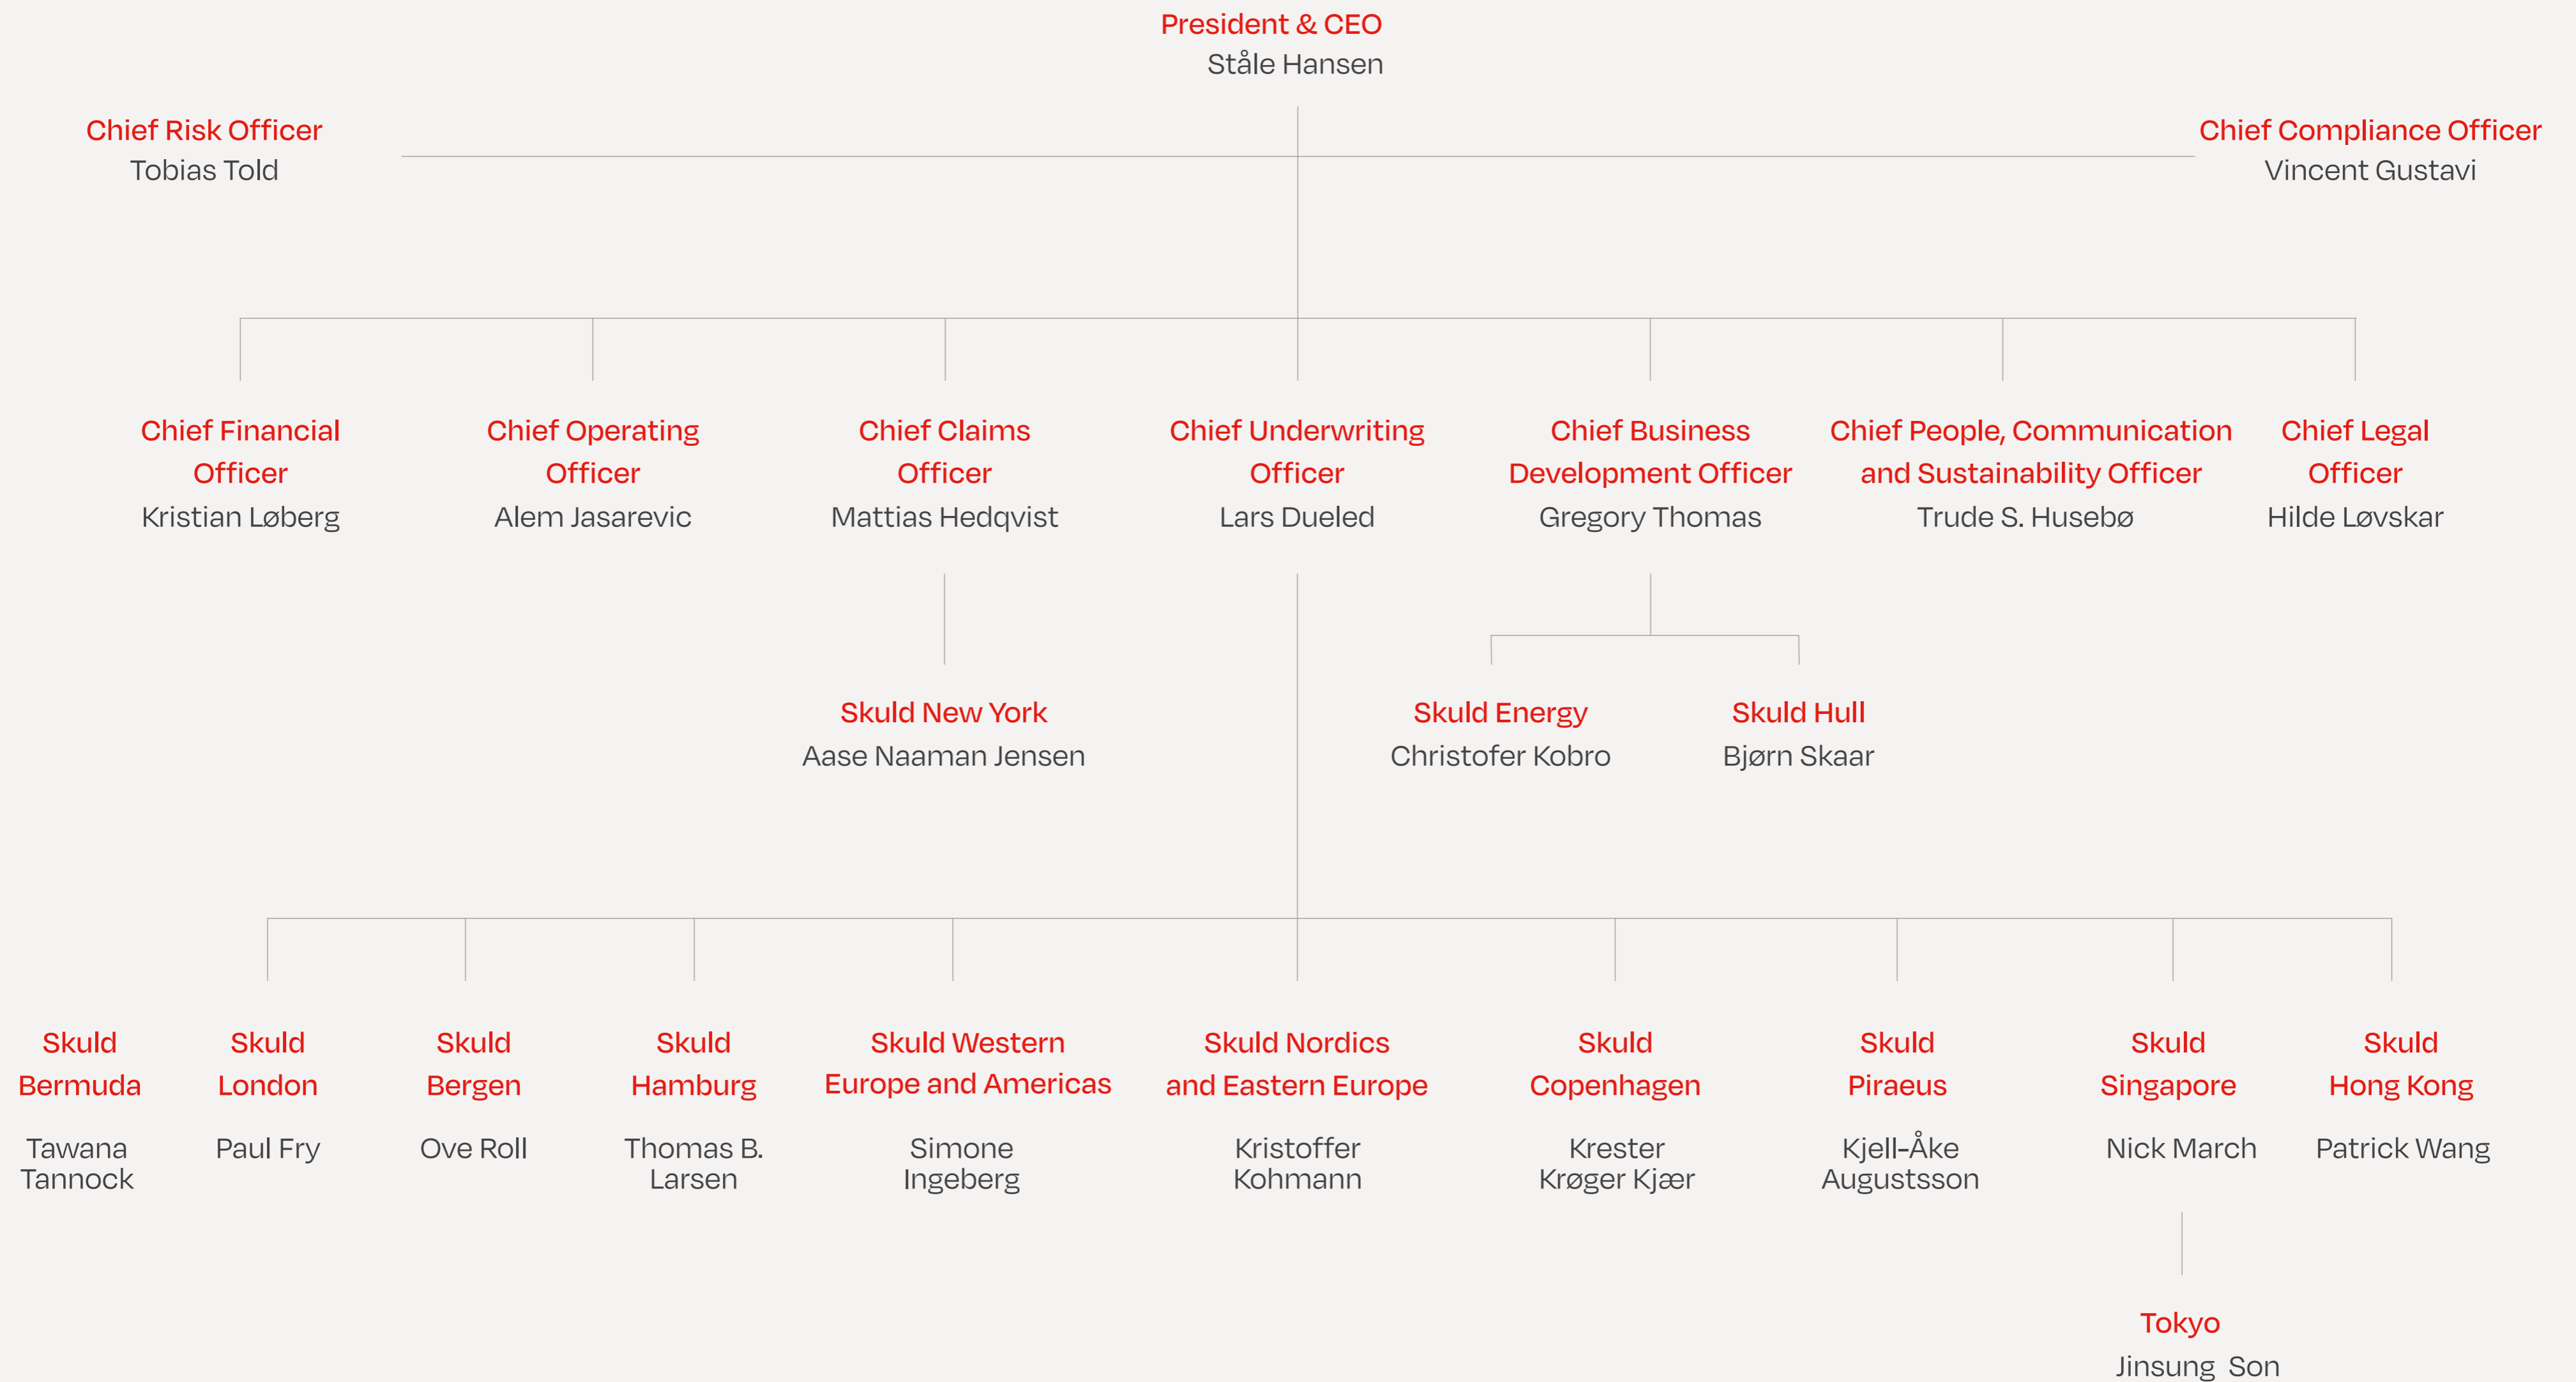 President & CEO
Ståle Hansen
Chief Risk Officer
Tobias Told
Chief Compliance Officer
Vincent Gustavi
Chief Financial
Officer
Kristian Løberg
Chief Operating
Officer
Alem Jasarevic
Chief Claims
Officer
Mattias Hedqvist
Chief Underwriting
Officer
Lars Dueled
Chief Business
Development Officer
Gregory Thomas
Chief People, Communication
and Sustainability Officer
Trude S. Husebø
Chief Legal
Officer
Hilde Løvskar
Skuld New York
Aase Naaman Jensen
Skuld Energy
Christofer Kobro
Skuld Hull
Bjørn Skaar
Skuld
Bermuda
Tawana
Tannock
Skuld
London
Paul Fry
Skuld
Bergen
Ove Roll
Skuld
Hamburg
Thomas B.
Larsen
Skuld Western
Europe and Americas
Simone
Ingeberg
Skuld Nordics
and Eastern Europe
Kristoffer
Kohmann
Skuld
Copenhagen
Krester
Krøger Kjær
Skuld
Piraeus
Kjell-Åke
Augustsson
Skuld
Singapore
Nick March
Skuld
Hong Kong
Patrick Wang
Tokyo
Jinsung Son